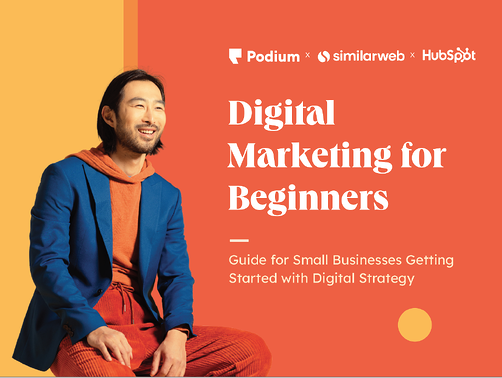 Podium x similarweb x HubSpot
Digital
Marketing for
Beginners
Guide for Small Businesses Getting
Started with Digital Strategy